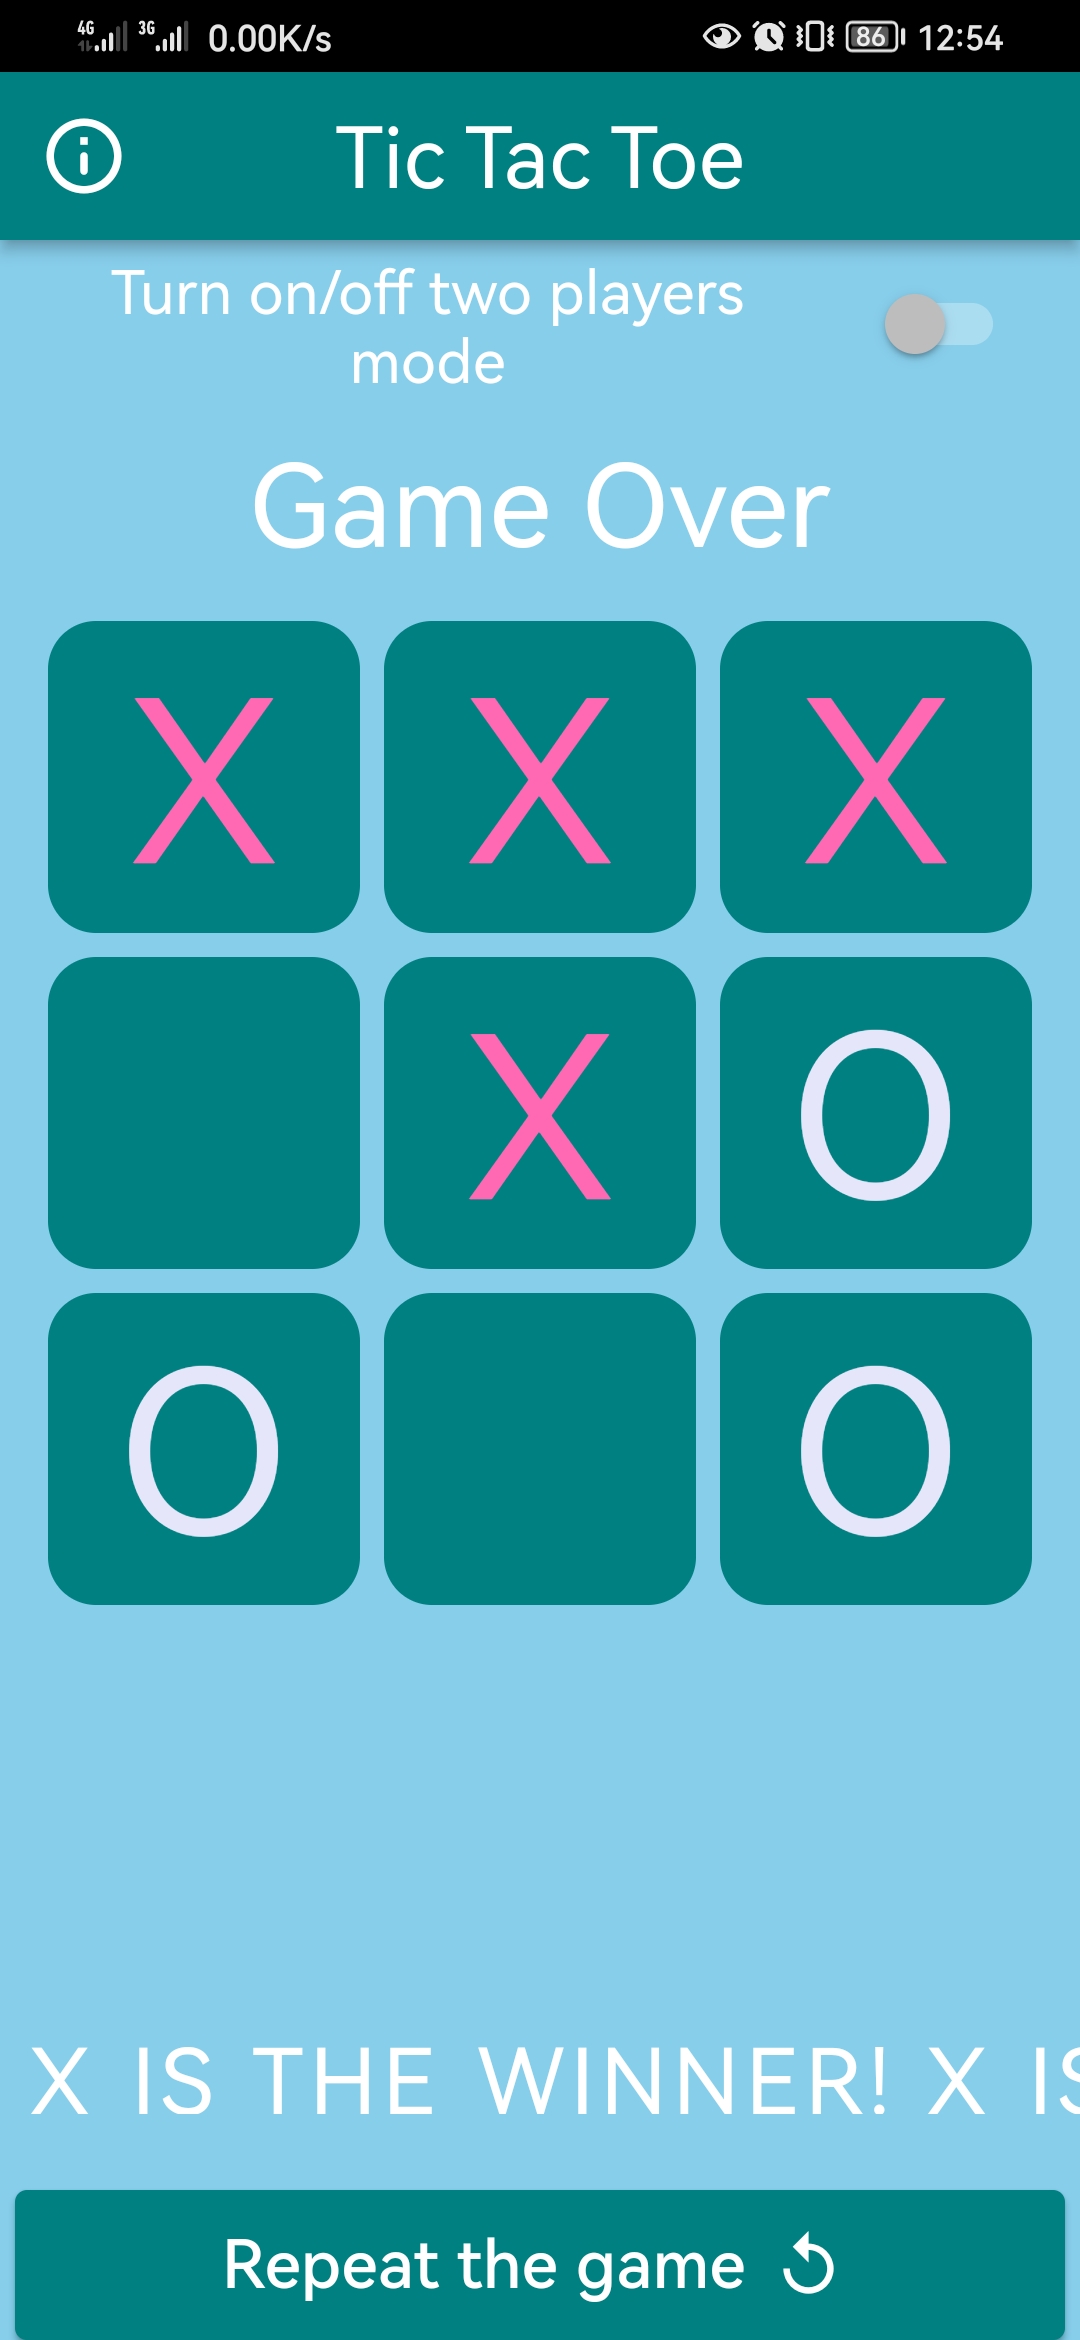 4G 3G 0.00K/s 86 12:54
Tic Tac Toe
Turn on/off two players
mode
Game Over
X X X
X O
O O
X IS THE WINNER! X IS
Repeat the game